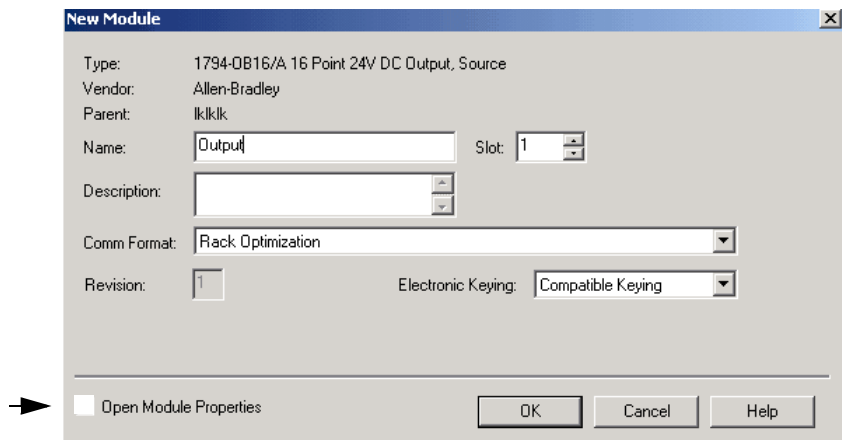 New Module
Type: 1794-OB16/A 16 Point 24V DC Output, Source
Vendor: Allen-Bradley
Parent: lklklk
Name: Output Slot: 1
Description:
Comm Format: Rack Optimization
Revision: 1 Electronic Keying: Compatible Keying
Open Module Properties OK Cancel Help